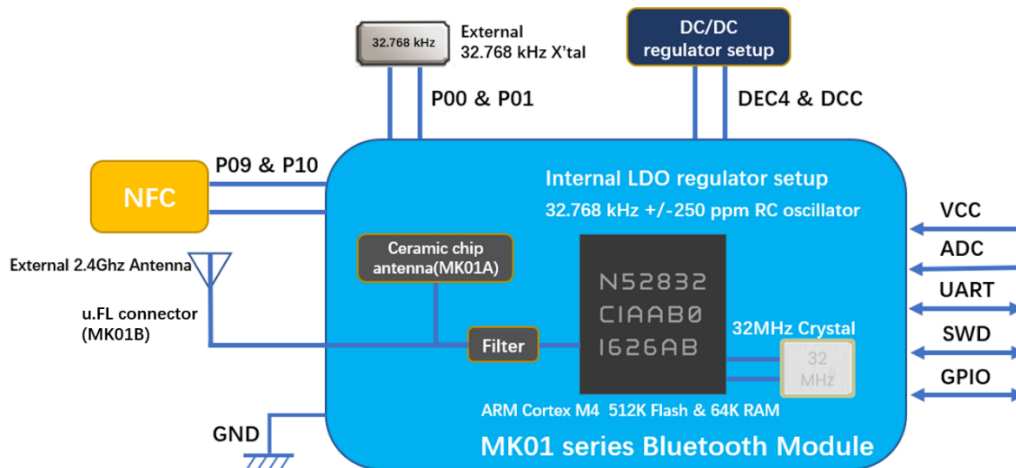 32.768 kHz
External
32.768 kHz X'tal
DC/DC
regulator setup
P00 & P01
DEC4 & DCC
P09 & P10
NFC
Internal LDO regulator setup
32.768 kHz +/-250 ppm RC oscillator
VCC
ADC
UART
SWD
GPIO
Ceramic chip
antenna(MK01A)
External 2.4Ghz Antenna
u.FL connector
(MK01B)
Filter
N52832
CIAAB0
1626AB
32MHz Crystal
32
MHz
ARM Cortex M4 512K Flash & 64K RAM
GND
MK01 series Bluetooth Module